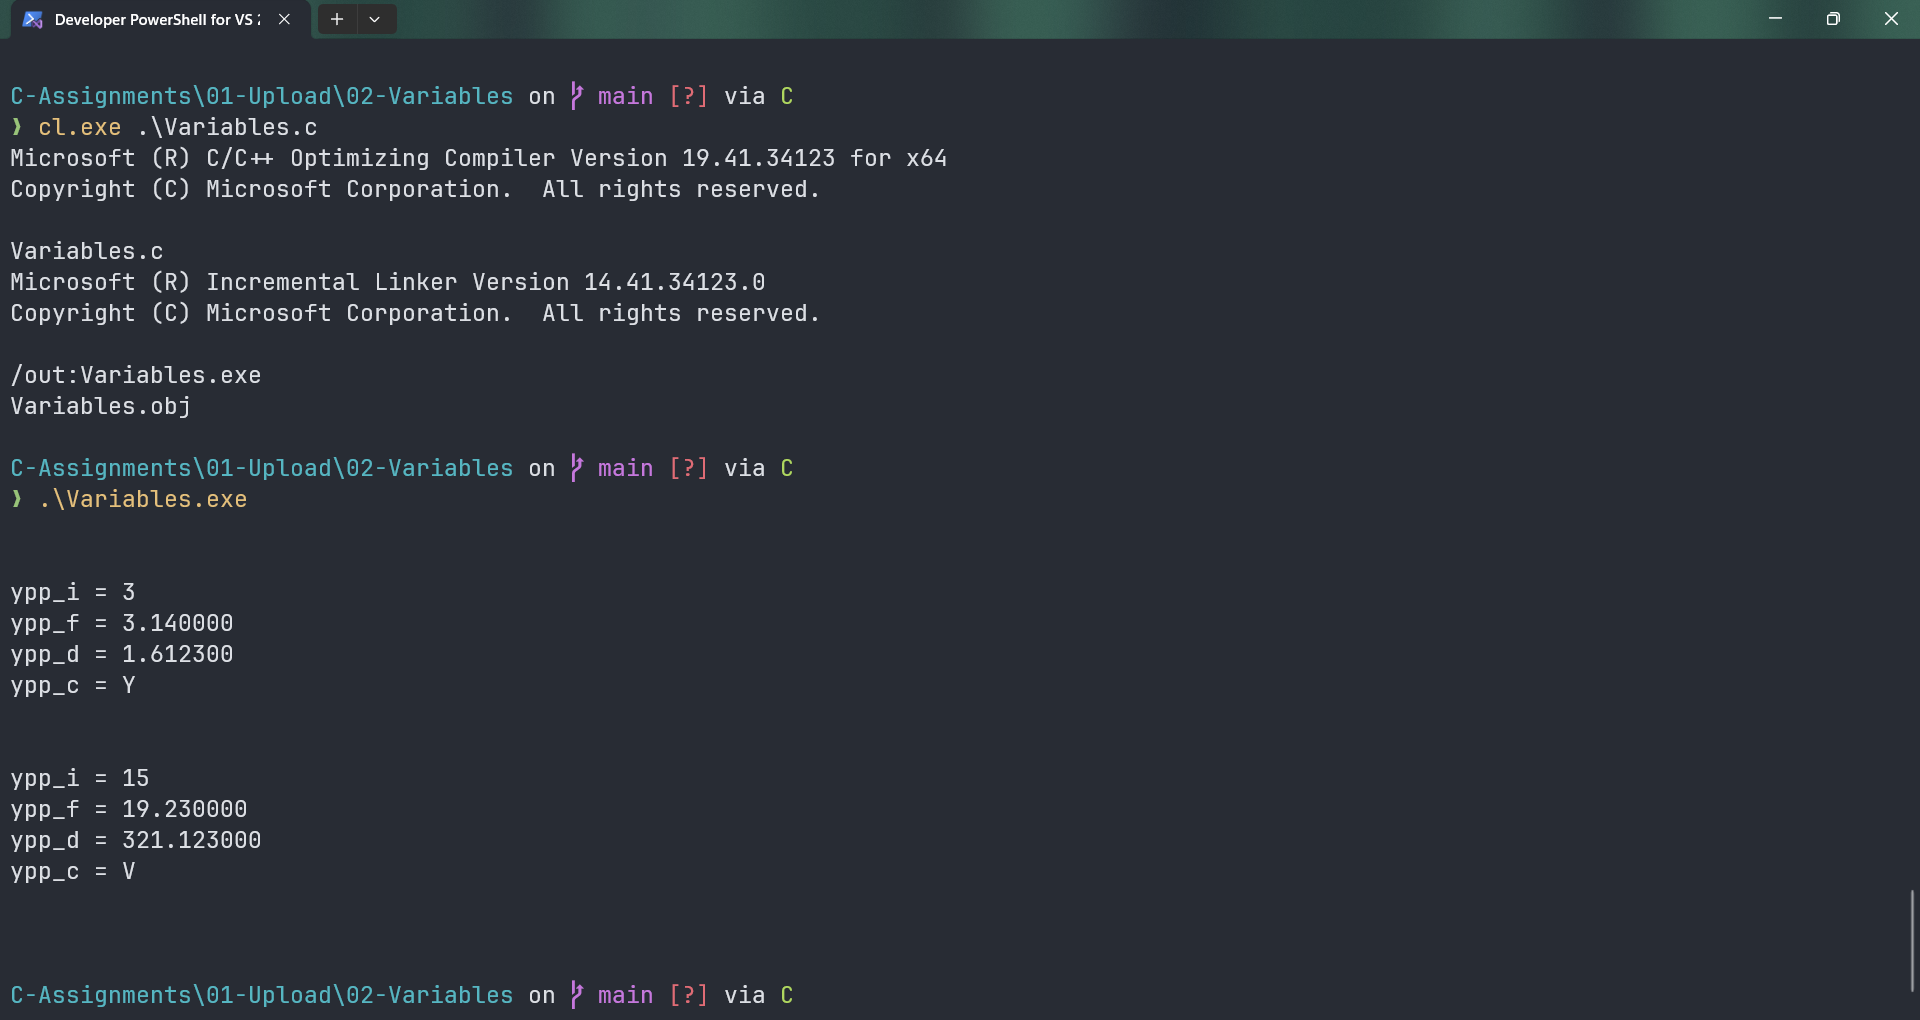 Developer PowerShell for VS
C-Assignments\01-Upload\02-Variables on main [?] via C
❯ cl.exe .\Variables.c
Microsoft (R) C/C++ Optimizing Compiler Version 19.41.34123 for x64
Copyright (C) Microsoft Corporation.  All rights reserved.
Variables.c
Microsoft (R) Incremental Linker Version 14.41.34123.0
Copyright (C) Microsoft Corporation.  All rights reserved.
/out:Variables.exe
Variables.obj
C-Assignments\01-Upload\02-Variables on main [?] via C
❯ .\Variables.exe
ypp_i = 3
ypp_f = 3.140000
ypp_d = 1.612300
ypp_c = Y
ypp_i = 15
ypp_f = 19.230000
ypp_d = 321.123000
ypp_c = V
C-Assignments\01-Upload\02-Variables on main [?] via C